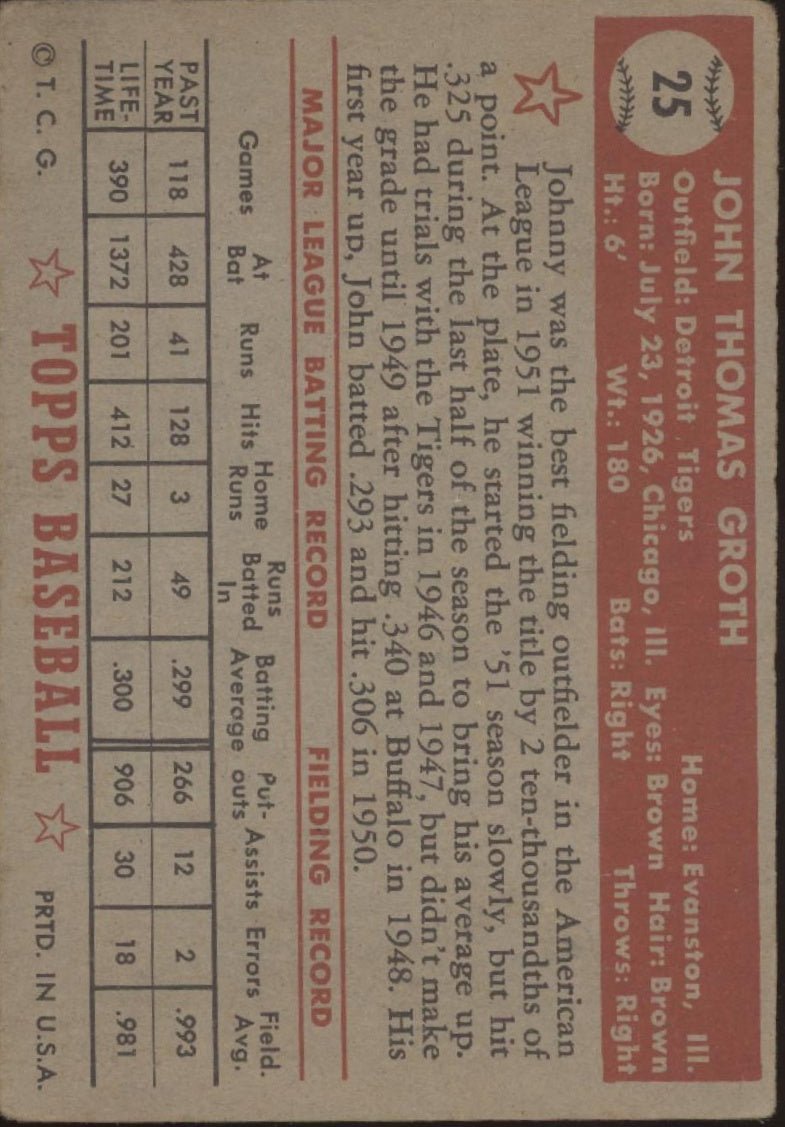 25
JOHN THOMAS GROTH
Outfield: Detroit Tigers Home: Evanston, Ill.
Born: July 23, 1926, Chicago, Ill. Eyes: Brown Hair: Brown
Ht.: 6' Wt.: 180 Bats: Right Throws: Right
Johnny was the best fielding outfielder in the American
League in 1951 winning the title by 2 ten-thousandths of
a point. At the plate, he started the '51 season slowly, but hit
.325 during the last half of the season to bring his average up.
He had trials with the Tigers in 1946 and 1947, but didn't make
the grade until 1949 after hitting .340 at Buffalo in 1948. His
first year up, John batted .293 and hit .306 in 1950.
MAJOR LEAGUE BATTING RECORD FIELDING RECORD
Games At Bat Runs Hits Home Runs Runs Batted In Batting Average Put-outs Assists Errors Field. Avg.
PAST YEAR 118 428 41 128 3 49 .299 266 12 2 .993
LIFE-TIME 390 1372 201 412 27 212 .300 906 30 18 .981
© T. C. G. TOPPS BASEBALL PRTD. IN U.S.A.